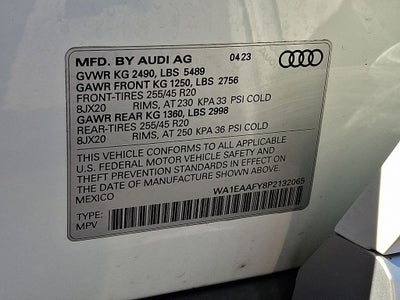 MFD. BY AUDI AG 04 23
GVWR KG 2490, LBS 5489
GAWR FRONT KG 1250, LBS 2756
FRONT-TIRES 255/45 R20
8JX20 RIMS, AT 230 KPA 33 PSI COLD
GAWR REAR KG 1360, LBS 2998
REAR-TIRES 255/45 R20
8JX20 RIMS, AT 250 KPA 36 PSI COLD
THIS VEHICLE CONFORMS TO ALL APPLICABLE
U.S. FEDERAL MOTOR VEHICLE SAFETY AND
THEFT PREVENTION STANDARDS IN EFFECT ON
THE DATE OF MANUFACTURE SHOWN ABOVE.
MEXICO
WA1EAAFY8P2132065
TYPE:
MPV